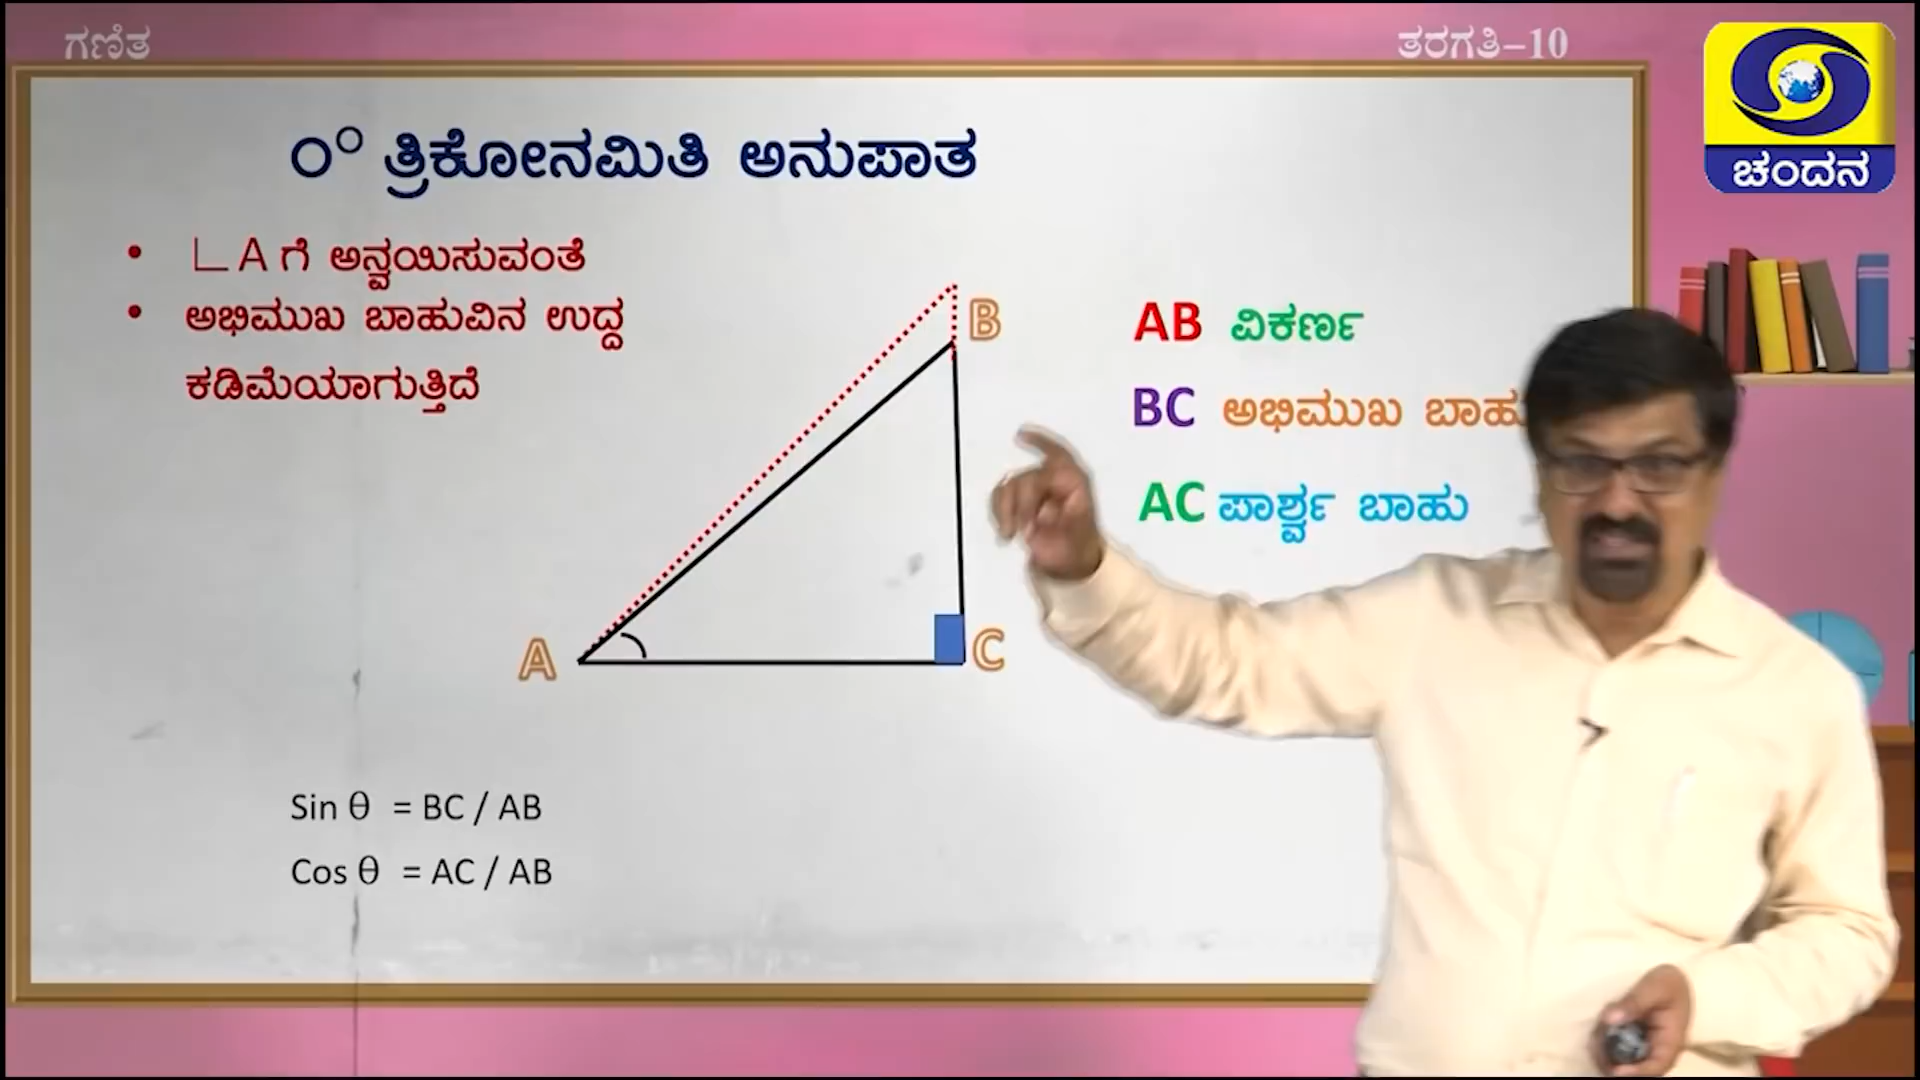 ಗಣಿತ
ತರಗತಿ–10
ಚಂದನ
೦° ತ್ರಿಕೋನಮಿತಿ ಅನುಪಾತ
• ∟A ಗೆ ಅನ್ವಯಿಸುವಂತೆ
• ಅಭಿಮುಖ ಬಾಹುವಿನ ಉದ್ದ
ಕಡಿಮೆಯಾಗುತ್ತಿದೆ
B
A
C
AB ವಿಕರ್ಣ
BC ಅಭಿಮುಖ ಬಾಹು
AC ಪಾರ್ಶ್ವ ಬಾಹು
Sin θ = BC / AB
Cos θ = AC / AB